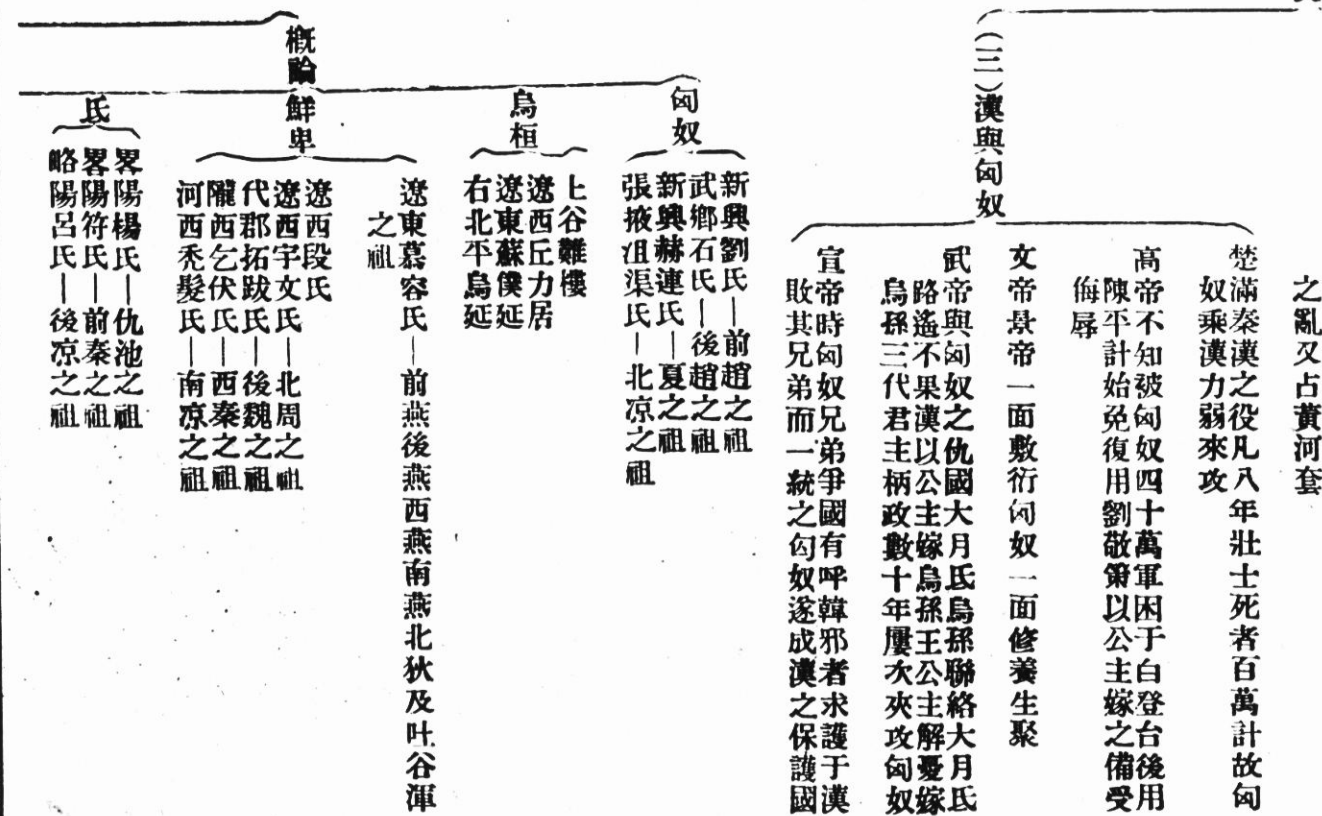 之亂又占黃河套
(三)漢與匈奴
楚滿秦漢之役凡八年壯士死者百萬計故匈
奴乘漢力弱來攻
高帝不知被匈奴四十萬軍困于白登台後用
陳平計始免復用劉敬策以公主嫁之備受
侮辱
文帝景帝一面敷衍匈奴一面修養生聚
武帝與匈奴之仇國大月氏烏孫聯絡大月氏
路遙不果漢以公主嫁烏孫王公主解憂嫁
烏孫三代君主柄政數十年屢次夾攻匈奴
宣帝時匈奴兄弟爭國有呼韓邪者求護于漢
敗其兄弟而一統之匈奴遂成漢之保護國
概論
匈奴
新興劉氏—前趙之祖
武鄉石氏—後趙之祖
新興赫連氏—夏之祖
張掖沮渠氏—北凉之祖
烏桓
上谷難樓
遼西丘力居
遼東蘇僕延
右北平烏延
鮮卑
遼東慕容氏—前燕後燕西燕南燕北狄及吐谷渾
之祖
遼西段氏
遼西宇文氏—北周之祖
代郡拓跋氏—後魏之祖
隴西乞伏氏—西秦之祖
河西禿髮氏—南凉之祖
氐
畧陽楊氏—仇池之祖
畧陽符氏—前秦之祖
略陽呂氏—後凉之祖